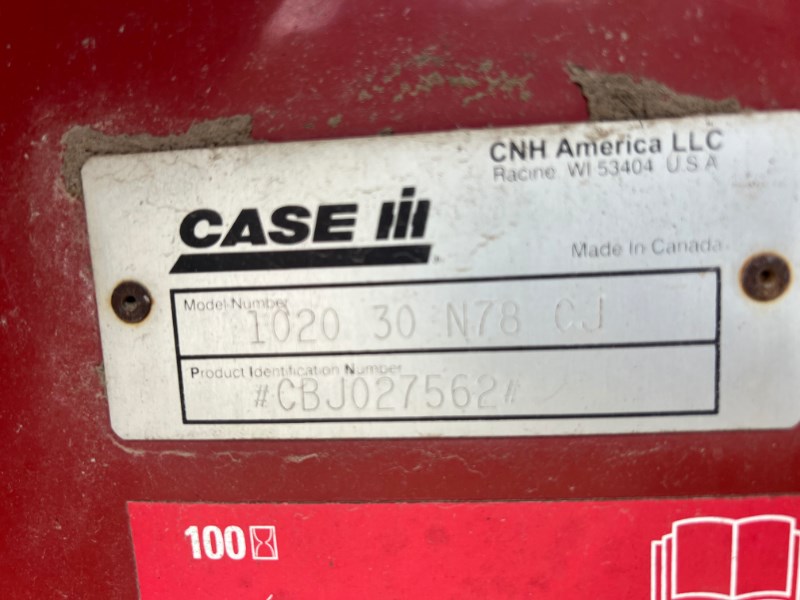 CNH America LLC
Racine WI 53404 U.S.A
CASE IH
Made In Canada
Model Number
1020 30 N78 CJ
Product Identification Number
#CBJ027562#
100